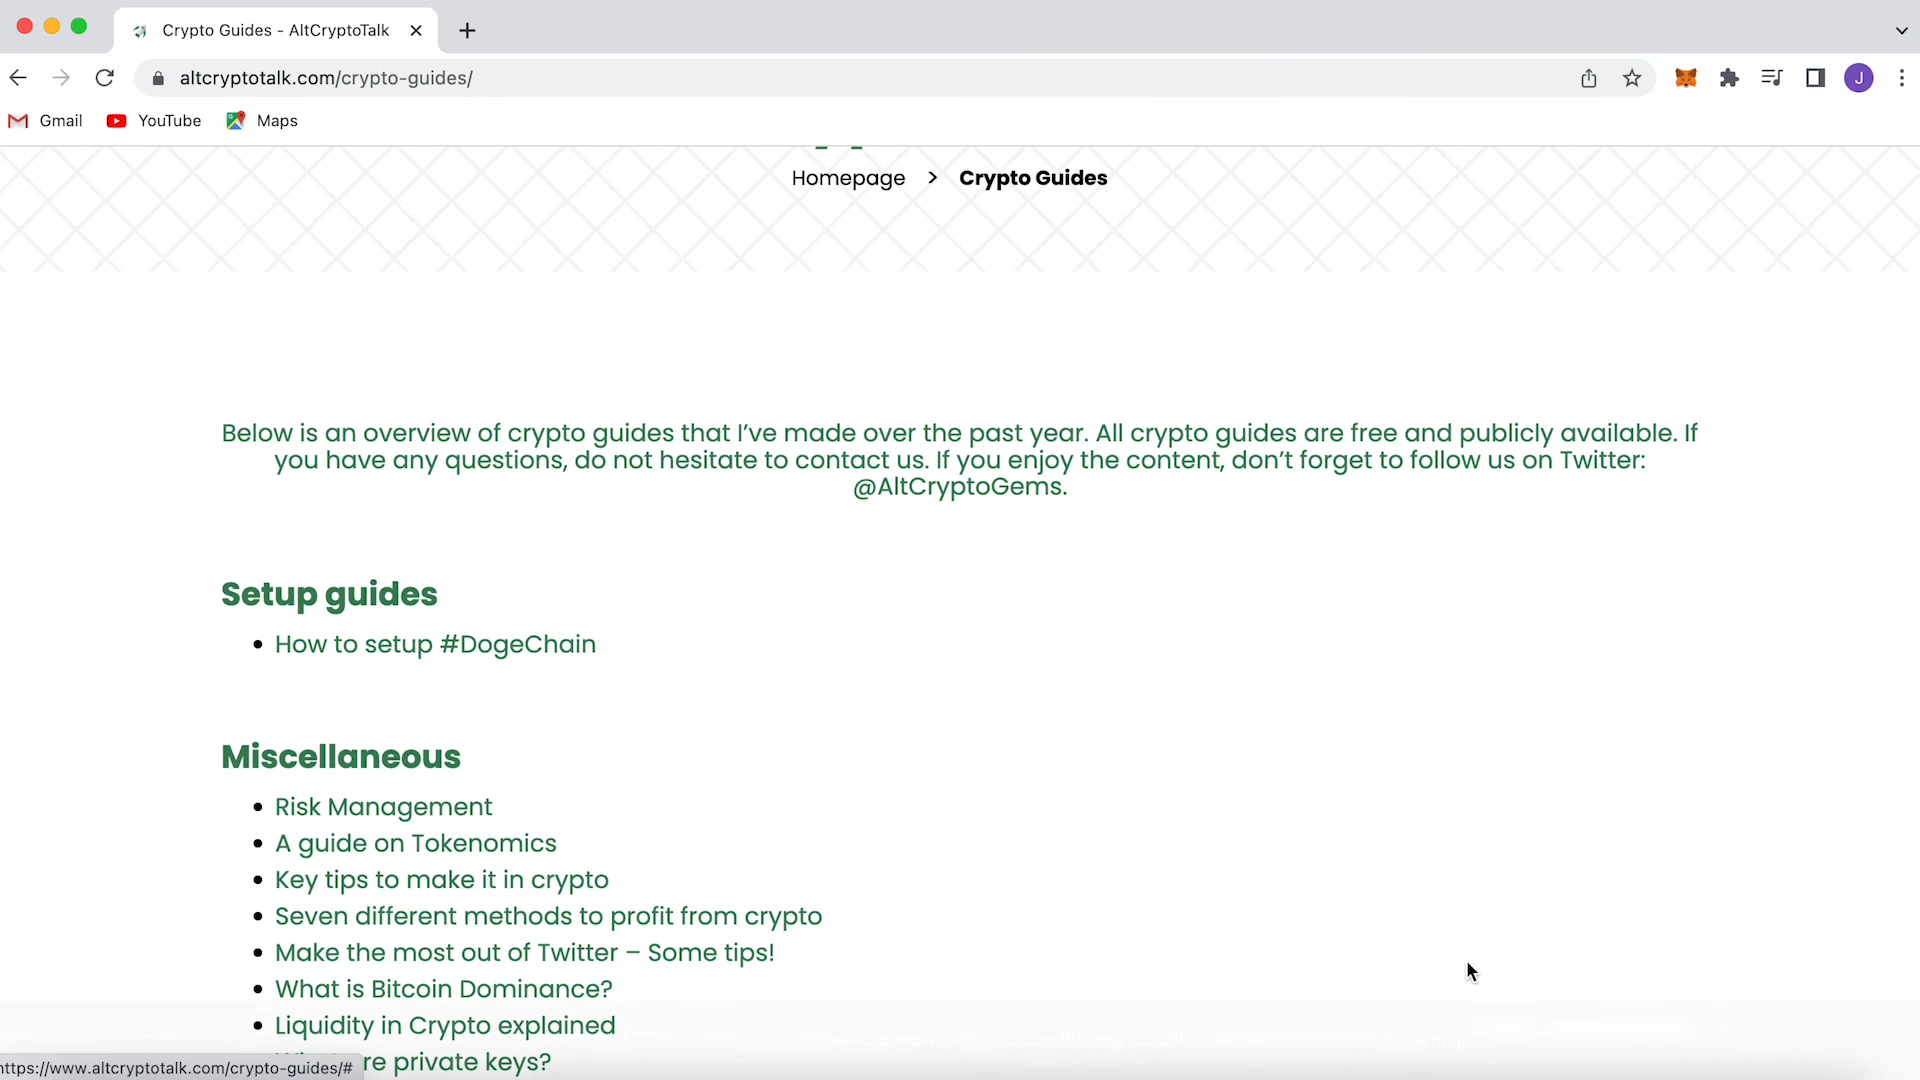 Crypto Guides - AltCryptoTalk
altcryptotalk.com/crypto-guides/
J
Gmail
YouTube
Maps
Homepage > Crypto Guides
Below is an overview of crypto guides that I’ve made over the past year. All crypto guides are free and publicly available. If
you have any questions, do not hesitate to contact us. If you enjoy the content, don’t forget to follow us on Twitter:
@AltCryptoGems.
Setup guides
How to setup #DogeChain
Miscellaneous
Risk Management
A guide on Tokenomics
Key tips to make it in crypto
Seven different methods to profit from crypto
Make the most out of Twitter – Some tips!
What is Bitcoin Dominance?
Liquidity in Crypto explained
private keys?
https://www.altcryptotalk.com/crypto-guides/#